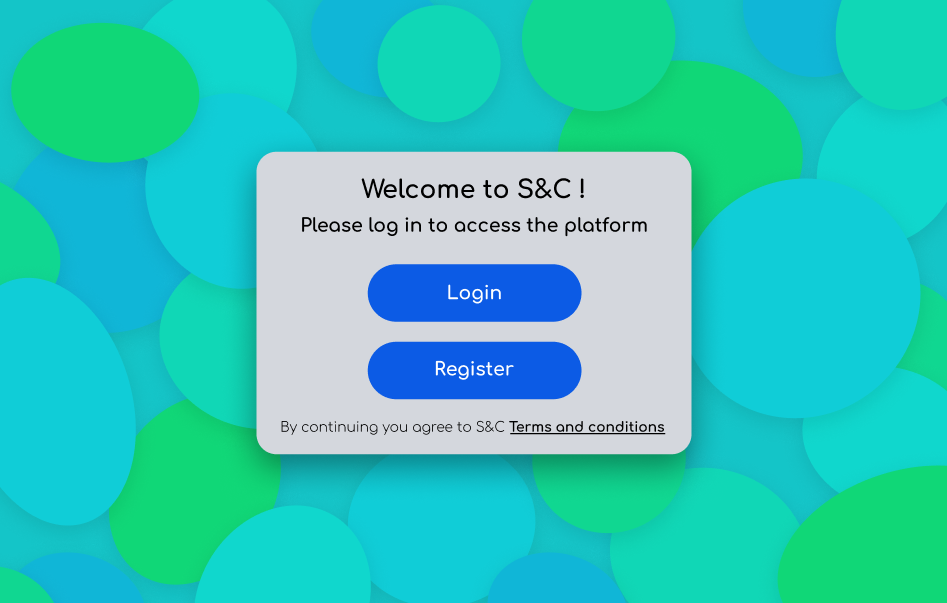 Welcome to S&C !
Please log in to access the platform
Login
Register
By continuing you agree to S&C Terms and conditions